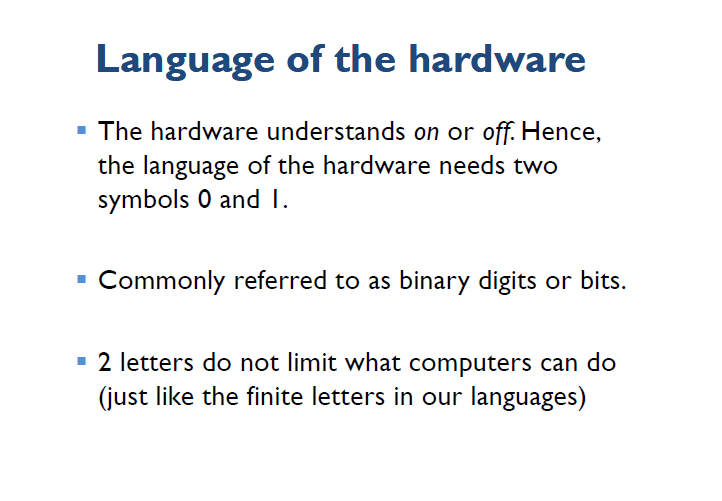 Language of the hardware
▪ The hardware understands on or off. Hence,
the language of the hardware needs two
symbols 0 and 1.
▪ Commonly referred to as binary digits or bits.
▪ 2 letters do not limit what computers can do
(just like the finite letters in our languages)